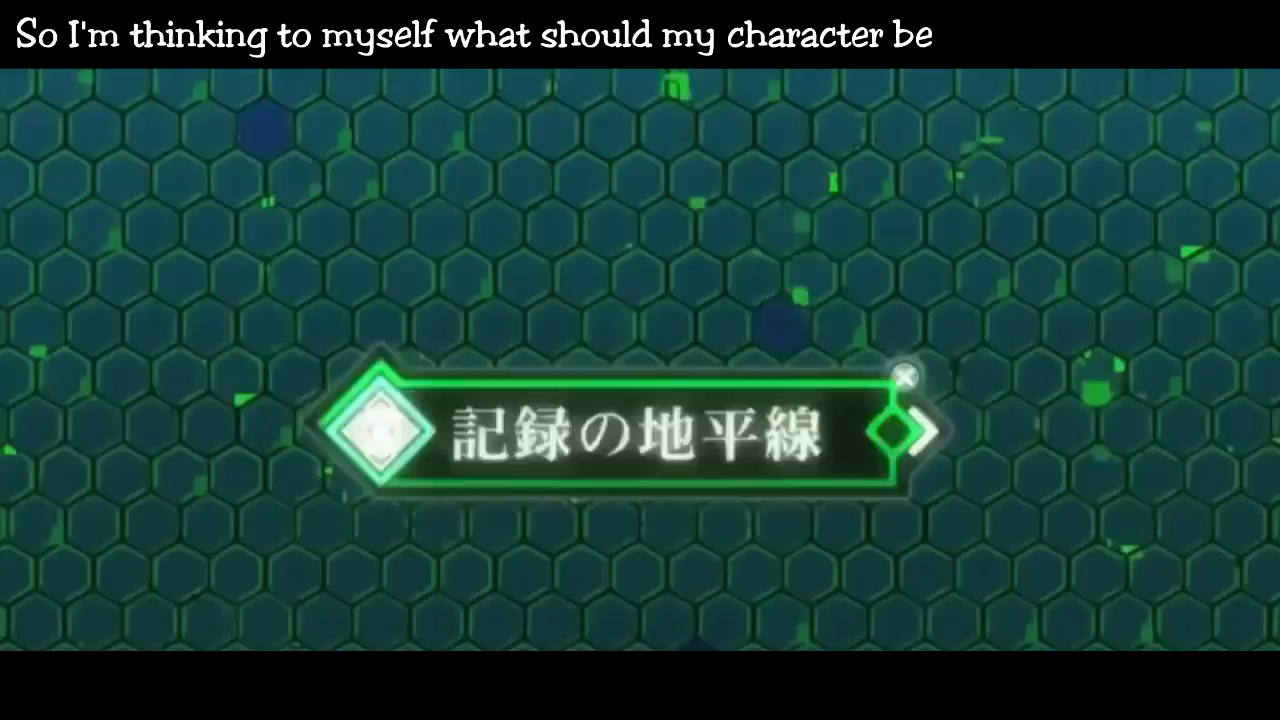 So I'm thinking to myself what should my character be
記録の地平線